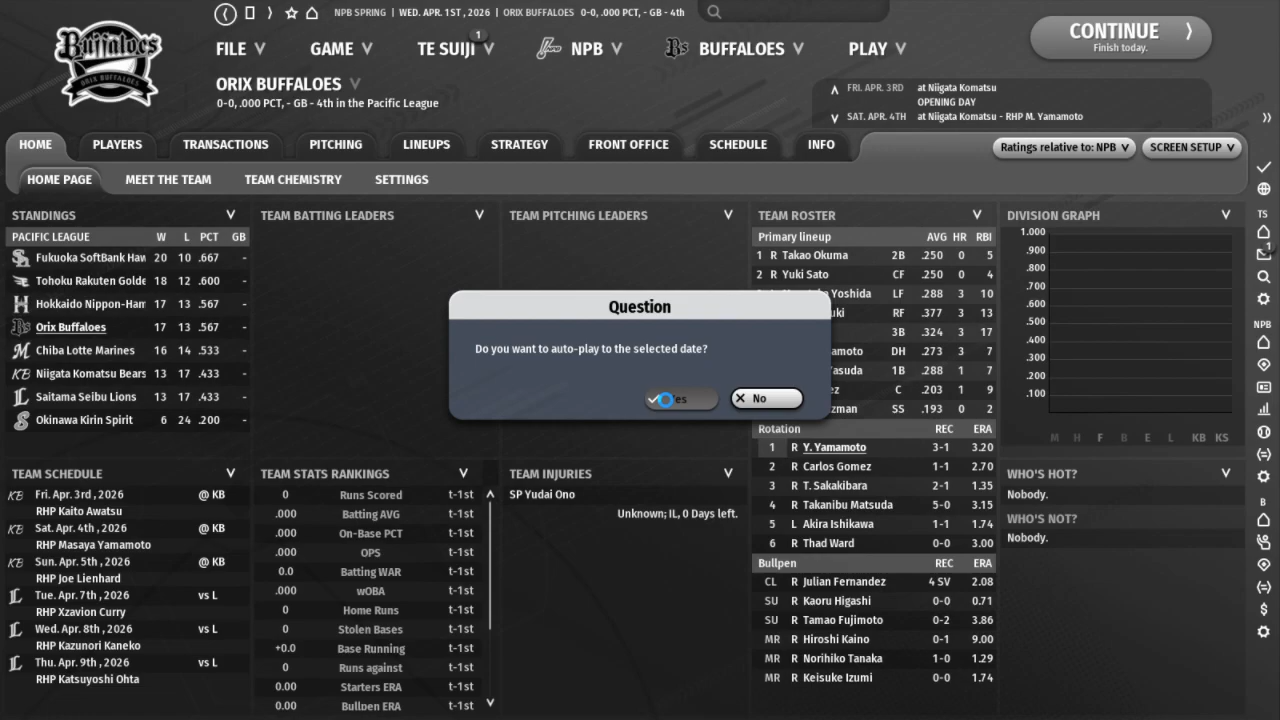 Buffaloes
ORIX BUFFALOES
NPB SPRING | WED. APR. 1ST , 2026 | ORIX BUFFALOES 0-0, .000 PCT, - GB - 4th
FILE GAME TE SUIJI 1 NPB BUFFALOES PLAY
CONTINUE
Finish today.
ORIX BUFFALOES
0-0, .000 PCT, - GB - 4th in the Pacific League
FRI. APR. 3RD at Niigata Komatsu
OPENING DAY
SAT. APR. 4TH at Niigata Komatsu - RHP M. Yamamoto
HOME PLAYERS TRANSACTIONS PITCHING LINEUPS STRATEGY FRONT OFFICE SCHEDULE INFO
Ratings relative to: NPB
SCREEN SETUP
HOME PAGE MEET THE TEAM TEAM CHEMISTRY SETTINGS
STANDINGS
PACIFIC LEAGUE W L PCT GB
Fukuoka SoftBank Haw 20 10 .667 -
Tohoku Rakuten Golde 18 12 .600 -
Hokkaido Nippon-Ham 17 13 .567 -
Orix Buffaloes 17 13 .567 -
Chiba Lotte Marines 16 14 .533 -
KB Niigata Komatsu Bears 13 17 .433 -
Saitama Seibu Lions 13 17 .433 -
Okinawa Kirin Spirit 6 24 .200 -
TEAM BATTING LEADERS
TEAM PITCHING LEADERS
TEAM ROSTER
Primary lineup AVG HR RBI
1 R Takao Okuma 2B .250 0 5
2 R Yuki Sato CF .250 0 4
Yoshida LF .288 3 10
uki RF .377 3 13
3B .324 3 17
amoto DH .273 3 7
Yasuda 1B .288 1 7
ez C .203 1 9
zman SS .193 0 2
Rotation REC ERA
1 R Y. Yamamoto 3-1 3.20
2 R Carlos Gomez 1-1 2.70
3 R T. Sakakibara 2-1 1.35
4 R Takanibu Matsuda 5-0 3.15
5 L Akira Ishikawa 1-1 1.74
6 R Thad Ward 0-0 3.00
Bullpen REC ERA
CL R Julian Fernandez 4 SV 2.08
SU R Kaoru Higashi 0-0 0.71
SU R Tamao Fujimoto 0-2 3.86
MR R Hiroshi Kaino 0-1 9.00
MR R Norihiko Tanaka 1-0 1.29
MR R Keisuke Izumi 0-0 1.74
DIVISION GRAPH
1.000
.900
.800
.700
.600
.500
.400
.300
.200
.100
M H F B E L KB KS
Question
Do you want to auto-play to the selected date?
es
No
TEAM SCHEDULE
KB Fri. Apr. 3rd , 2026 @ KB
RHP Kaito Awatsu
KB Sat. Apr. 4th , 2026 @ KB
RHP Masaya Yamamoto
KB Sun. Apr. 5th , 2026 @ KB
RHP Joe Lienhard
Tue. Apr. 7th , 2026 vs L
RHP Xzavion Curry
Wed. Apr. 8th , 2026 vs L
RHP Kazunori Kaneko
Thu. Apr. 9th , 2026 vs L
RHP Katsuyoshi Ohta
TEAM STATS RANKINGS
0 Runs Scored t-1st
.000 Batting AVG t-1st
.000 On-Base PCT t-1st
.000 OPS t-1st
0.0 Batting WAR t-1st
.000 wOBA t-1st
0 Home Runs t-1st
0 Stolen Bases t-1st
+0.0 Base Running t-1st
0 Runs against t-1st
0.00 Starters ERA t-1st
0.00 Bullpen ERA t-1st
TEAM INJURIES
SP Yudai Ono
Unknown; IL, 0 Days left.
WHO'S HOT?
Nobody.
WHO'S NOT?
Nobody.
TS
1
NPB
B